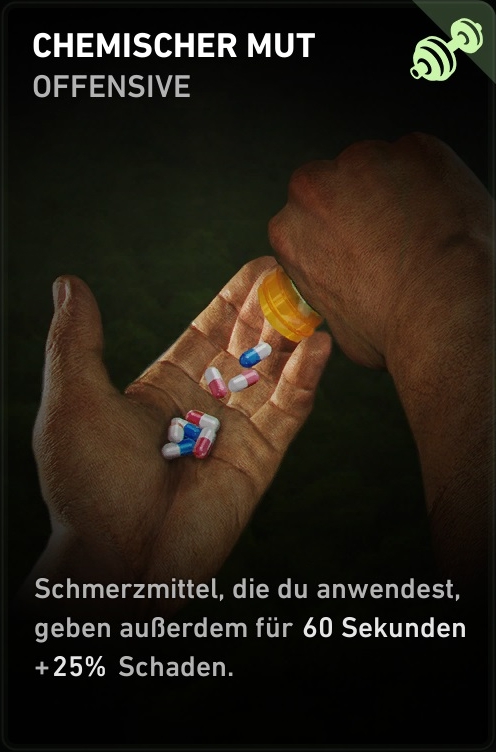 CHEMISCHER MUT
OFFENSIVE
Schmerzmittel, die du anwendest,
geben außerdem für 60 Sekunden
+25% Schaden.